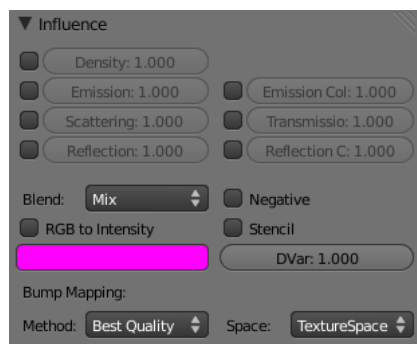 Influence
Density: 1.000
Emission: 1.000 Emission Col: 1.000
Scattering: 1.000 Transmissio: 1.000
Reflection: 1.000 Reflection C: 1.000
Blend: Mix Negative
RGB to Intensity Stencil
DVar: 1.000
Bump Mapping:
Method: Best Quality Space: TextureSpace